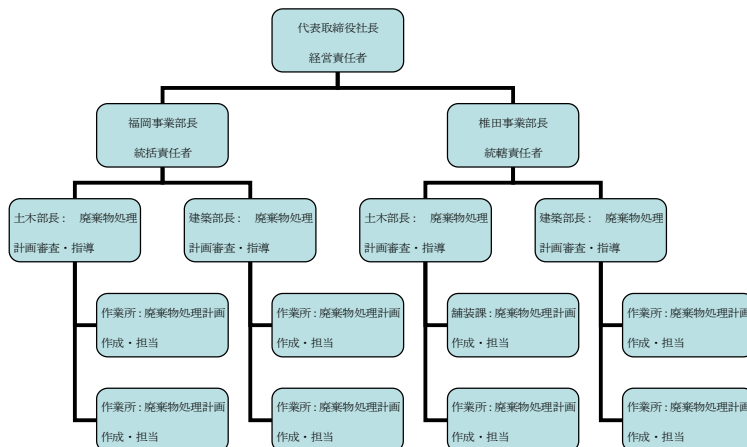 代表取締役社長
経営責任者
福岡事業部長
統括責任者
椎田事業部長
統轄責任者
土木部長： 廃棄物処理
計画審査・指導
建築部長： 廃棄物処理
計画審査・指導
土木部長： 廃棄物処理
計画審査・指導
建築部長： 廃棄物処理
計画審査・指導
作業所：廃棄物処理計画
作成・担当
作業所：廃棄物処理計画
作成・担当
舗装課：廃棄物処理計画
作成・担当
作業所：廃棄物処理計画
作成・担当
作業所：廃棄物処理計画
作成・担当
作業所：廃棄物処理計画
作成・担当
作業所：廃棄物処理計画
作成・担当
作業所：廃棄物処理計画
作成・担当